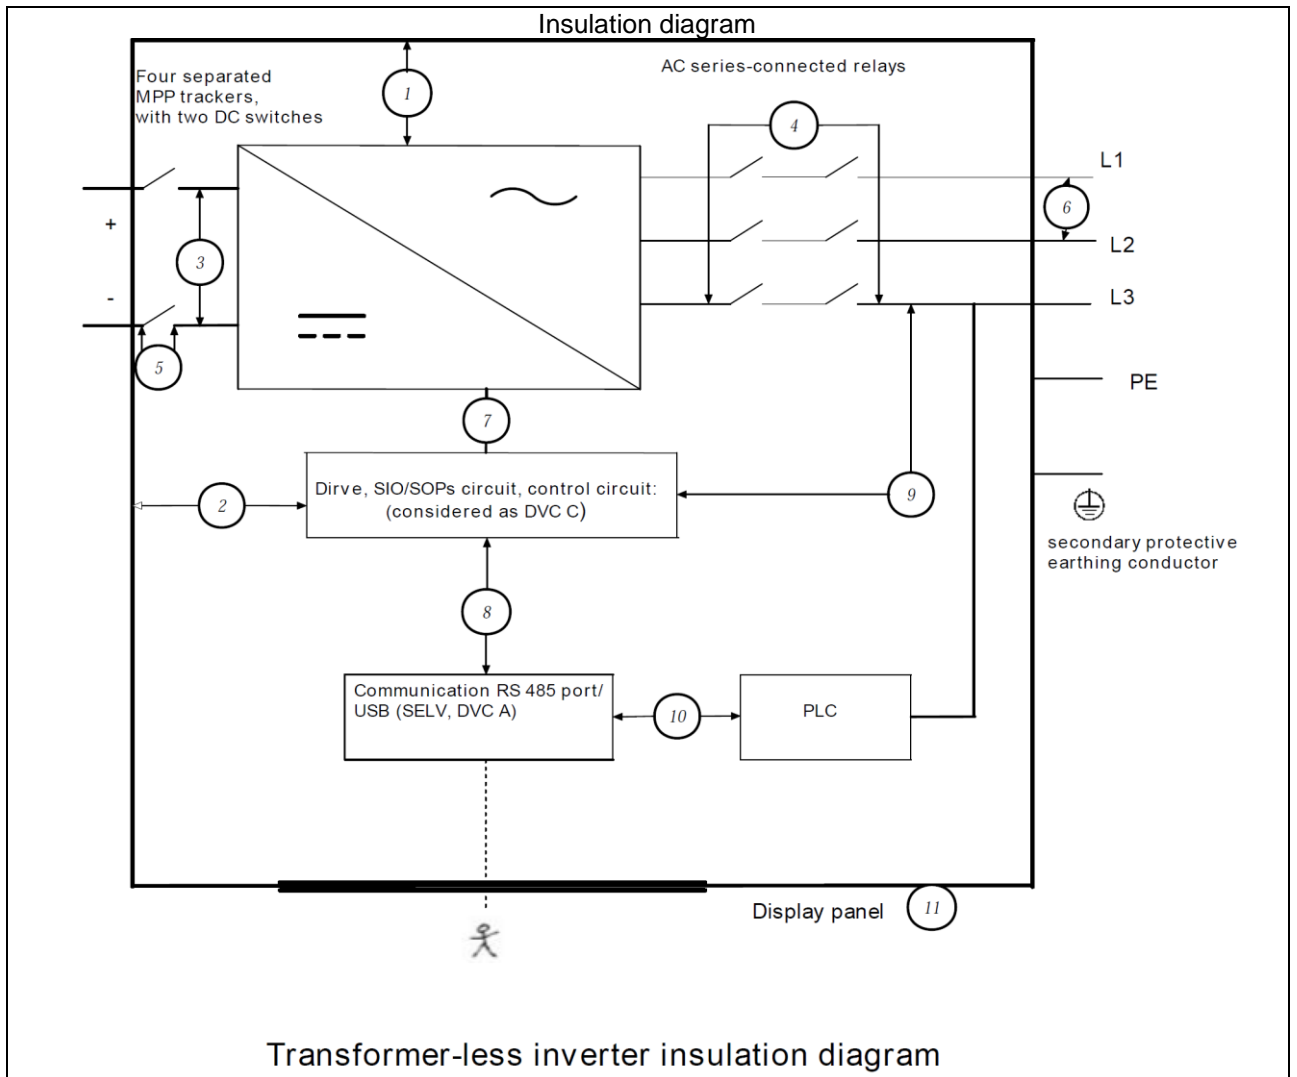 Insulation diagram
Four separated
MPP trackers,
with two DC switches
1
AC series-connected relays
4
L1
6
L2
L3
+
3
-
5
7
PE
Dirve, SIO/SOPs circuit, control circuit:
(considered as DVC C)
2
9
secondary protective
earthing conductor
8
Communication RS 485 port/
USB (SELV, DVC A)
10
PLC
Display panel
11
Transformer-less inverter insulation diagram